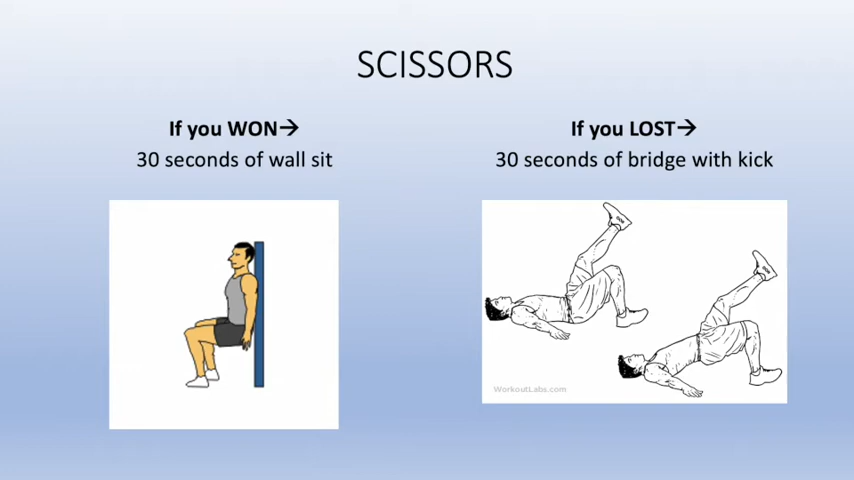 SCISSORS
If you WON→
30 seconds of wall sit
If you LOST→
30 seconds of bridge with kick
WorkoutLabs.com